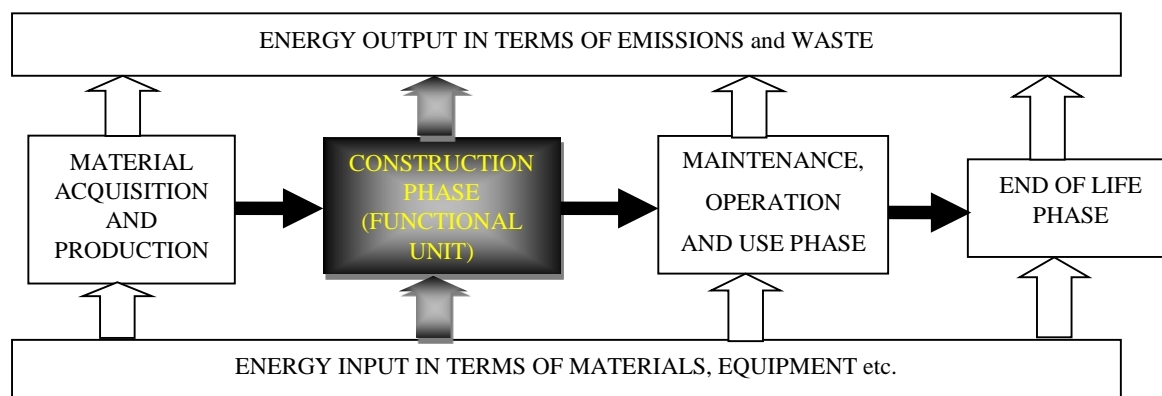 ENERGY OUTPUT IN TERMS OF EMISSIONS and WASTE
MATERIAL
ACQUISITION
AND
PRODUCTION
CONSTRUCTION
PHASE
(FUNCTIONAL
UNIT)
MAINTENANCE,
OPERATION
AND USE PHASE
END OF LIFE
PHASE
ENERGY INPUT IN TERMS OF MATERIALS, EQUIPMENT etc.